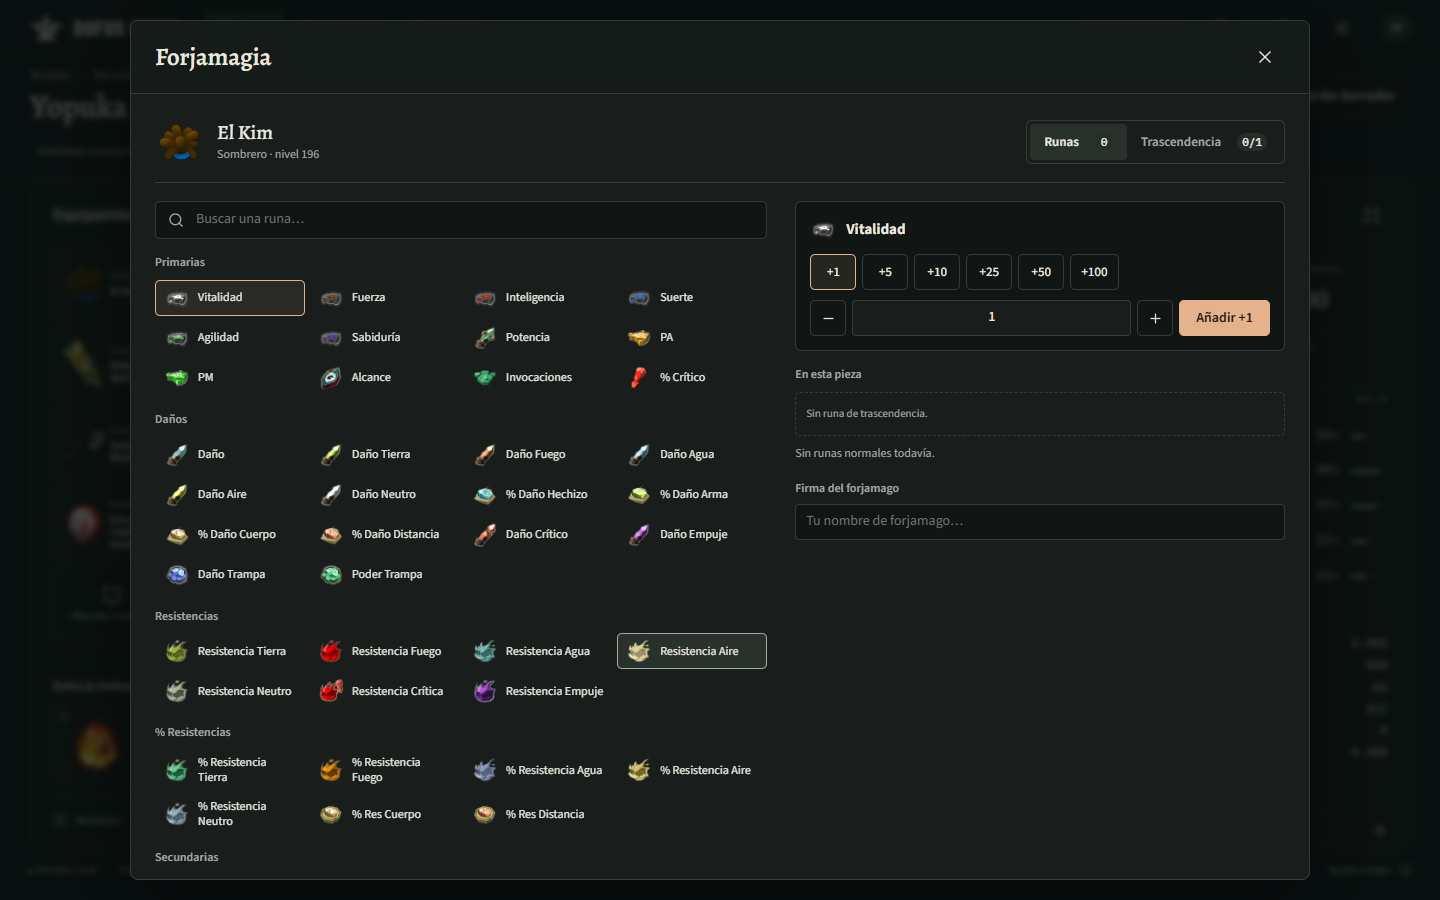 Forjamagia
El Kim
Sombrero · nivel 196
Runas 0
Trascendencia 0/1
Buscar una runa…
Primarias
Vitalidad
Fuerza
Inteligencia
Suerte
Agilidad
Sabiduría
Potencia
PA
PM
Alcance
Invocaciones
% Crítico
Daños
Daño
Daño Tierra
Daño Fuego
Daño Agua
Daño Aire
Daño Neutro
% Daño Hechizo
% Daño Arma
% Daño Cuerpo
% Daño Distancia
Daño Crítico
Daño Empuje
Daño Trampa
Poder Trampa
Resistencias
Resistencia Tierra
Resistencia Fuego
Resistencia Agua
Resistencia Aire
Resistencia Neutro
Resistencia Crítica
Resistencia Empuje
% Resistencias
% Resistencia
Tierra
% Resistencia
Fuego
% Resistencia Agua
% Resistencia Aire
% Resistencia
Neutro
% Res Cuerpo
% Res Distancia
Secundarias
Vitalidad
+1
+5
+10
+25
+50
+100
1
Añadir +1
En esta pieza
Sin runa de trascendencia.
Sin runas normales todavía.
Firma del forjamago
Tu nombre de forjamago…
Yopuka